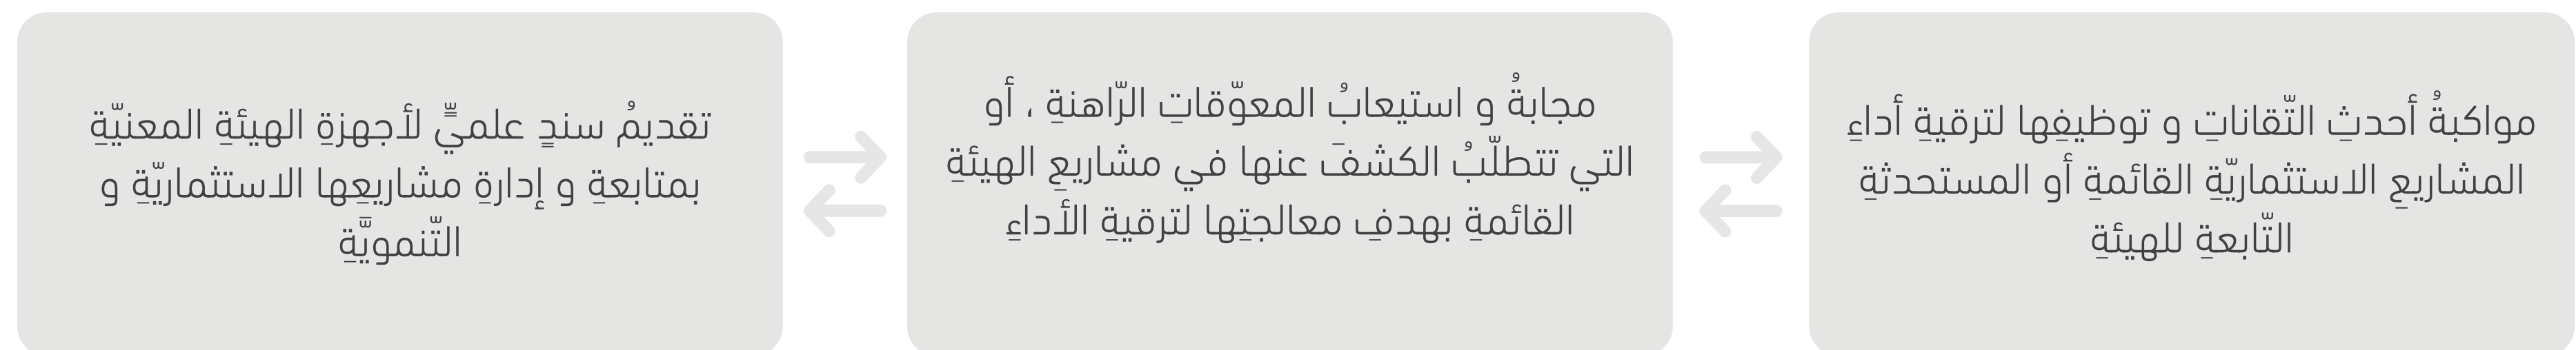 مواكبةُ أحدثِ التّقاناتِ و توظيفِها لترقيةِ أداءِ
المشاريعِ الاستثماريّةِ القائمةِ أو المستحدثةِ
التّابعةِ للهيئةِ
مجابةُ و استيعابُ المعوّقاتِ الرّاهنةِ ، أو
التي تتطلّبُ الكشفَ عنها في مشاريعِ الهيئةِ
القائمةِ بهدفِ معالجتِها لترقيةِ الأداءِ
تقديمُ سندٍ علميٍّ لأجهزةِ الهيئةِ المعنيّةِ
بمتابعةِ و إدارةِ مشاريعِها الاستثماريّةِ و
التّنمويَّةِ